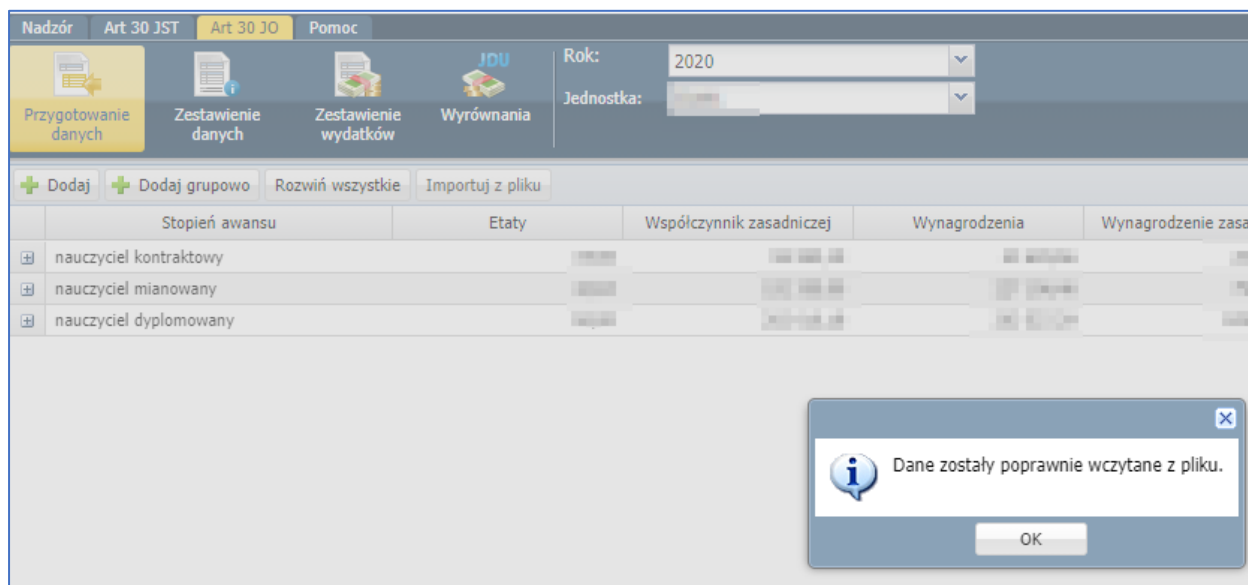 Nadzór Art 30 JST Art 30 JO Pomoc
Przygotowanie danych
Zestawienie danych
Zestawienie wydatków
JDU
Wyrównania
Rok: 2020
Jednostka:
Dodaj Dodaj grupowo Rozwiń wszystkie Importuj z pliku
Stopień awansu Etaty Współczynnik zasadniczej Wynagrodzenia Wynagrodzenie zasa
nauczyciel kontraktowy
nauczyciel mianowany
nauczyciel dyplomowany
Dane zostały poprawnie wczytane z pliku.
OK